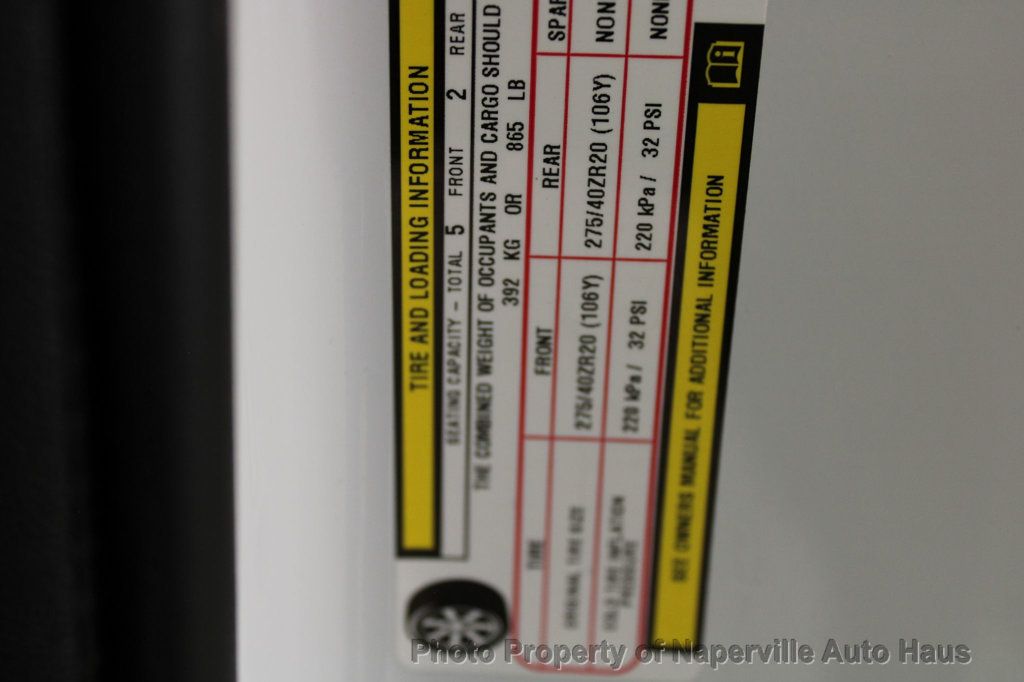 TIRE AND LOADING INFORMATION
SEATING CAPACITY – TOTAL 5 FRONT 2 REAR
THE COMBINED WEIGHT OF OCCUPANTS AND CARGO SHOULD
392 KG OR 865 LB
TIRE FRONT REAR SPAR
ORIGINAL TIRE SIZE 275/40ZR20 (106Y) 275/40ZR20 (106Y) NON
COLD TIRE INFLATION PRESSURE 220 kPa / 32 PSI 220 kPa / 32 PSI NON
SEE OWNERS MANUAL FOR ADDITIONAL INFORMATION
Photo Property of Naperville Auto Haus